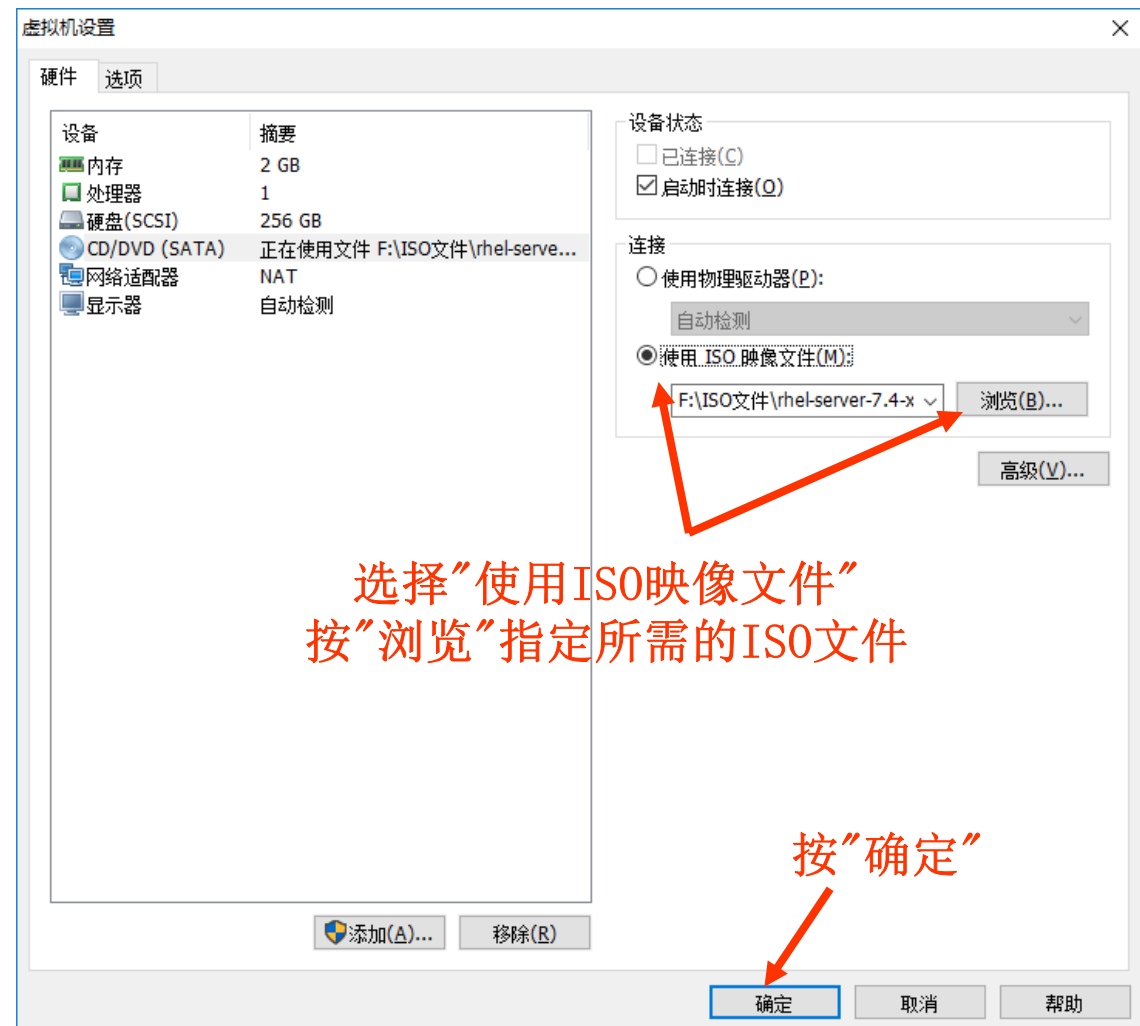 虚拟机设置
硬件 选项
设备 摘要
内存 2 GB
处理器 1
硬盘(SCSI) 256 GB
CD/DVD (SATA) 正在使用文件 F:\ISO文件\rhel-serve...
网络适配器 NAT
显示器 自动检测
设备状态
已连接(C)
启动时连接(O)
连接
使用物理驱动器(P):
自动检测
使用 ISO 映像文件(M):
F:\ISO文件\rhel-server-7.4-x
浏览(B)...
高级(V)...
选择"使用ISO映像文件"
按"浏览"指定所需的ISO文件
按"确定"
添加(A)... 移除(R)
确定 取消 帮助